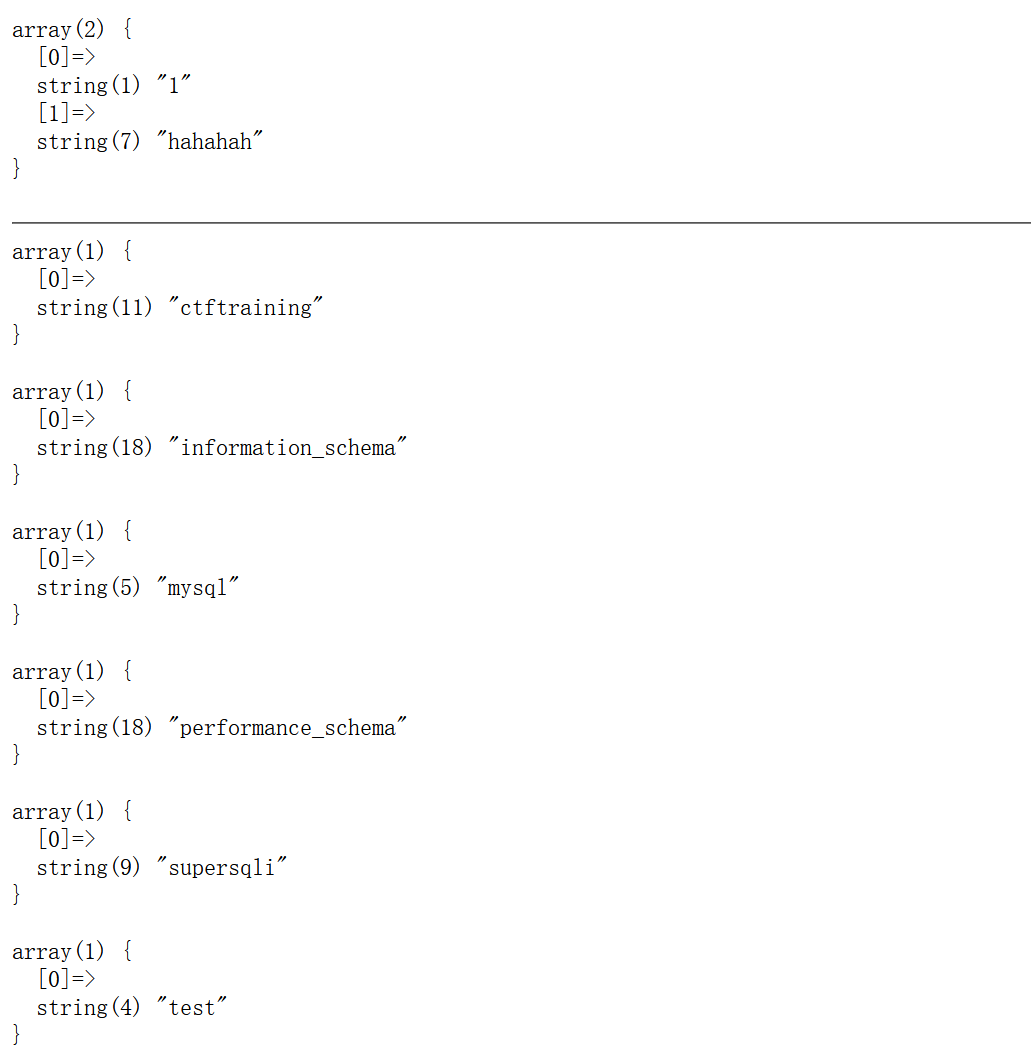 array(2) {
  [0]=>
  string(1) "1"
  [1]=>
  string(7) "hahahah"
}
array(1) {
  [0]=>
  string(11) "ctftraining"
}
array(1) {
  [0]=>
  string(18) "information_schema"
}
array(1) {
  [0]=>
  string(5) "mysql"
}
array(1) {
  [0]=>
  string(18) "performance_schema"
}
array(1) {
  [0]=>
  string(9) "supersqli"
}
array(1) {
  [0]=>
  string(4) "test"
}